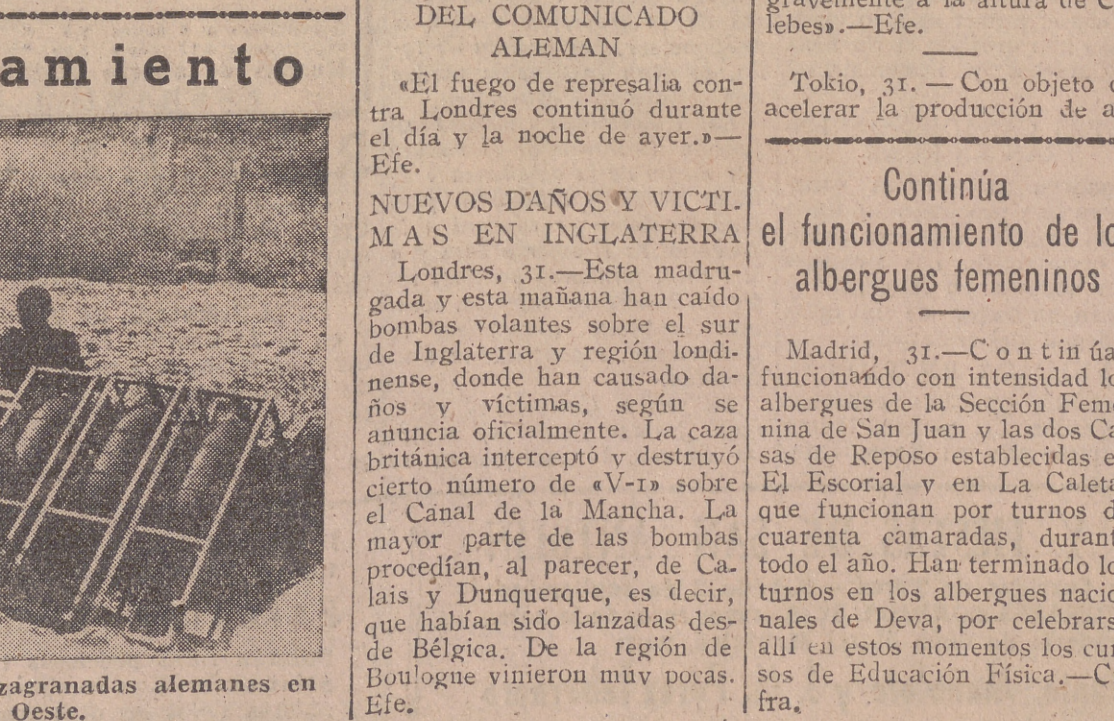 amiento
zagranadas alemanes en
Oeste.
DEL COMUNICADO
ALEMAN
«El fuego de represalia con-
tra Londres continuó durante
el día y la noche de ayer.»—
Efe.
NUEVOS DAÑOS Y VICTI-
MAS EN INGLATERRA
Londres, 31.—Esta madru-
gada y esta mañana han caído
bombas volantes sobre el sur
de Inglaterra y región londi-
nense, donde han causado da-
ños y víctimas, según se
anuncia oficialmente. La caza
británica interceptó y destruyó
cierto número de «V-1» sobre
el Canal de la Mancha. La
mayor parte de las bombas
procedían, al parecer, de Ca-
lais y Dunquerque, es decir,
que habían sido lanzadas des-
de Bélgica. De la región de
Boulogne vinieron muy pocas.
Efe.
gravemente a la altura de C
lebes».—Efe.
Tokio, 31. — Con objeto
acelerar la producción de a
Continúa
el funcionamiento de lo
albergues femeninos
Madrid, 31.—Continúa
funcionando con intensidad lo
albergues de la Sección Feme
nina de San Juan y las dos Ca
sas de Reposo establecidas e
El Escorial y en La Caleta
que funcionan por turnos d
cuarenta camaradas, durant
todo el año. Han terminado lo
turnos en los albergues nacio
nales de Deva, por celebrars
allí en estos momentos los cur
sos de Educación Física.—C
fra.